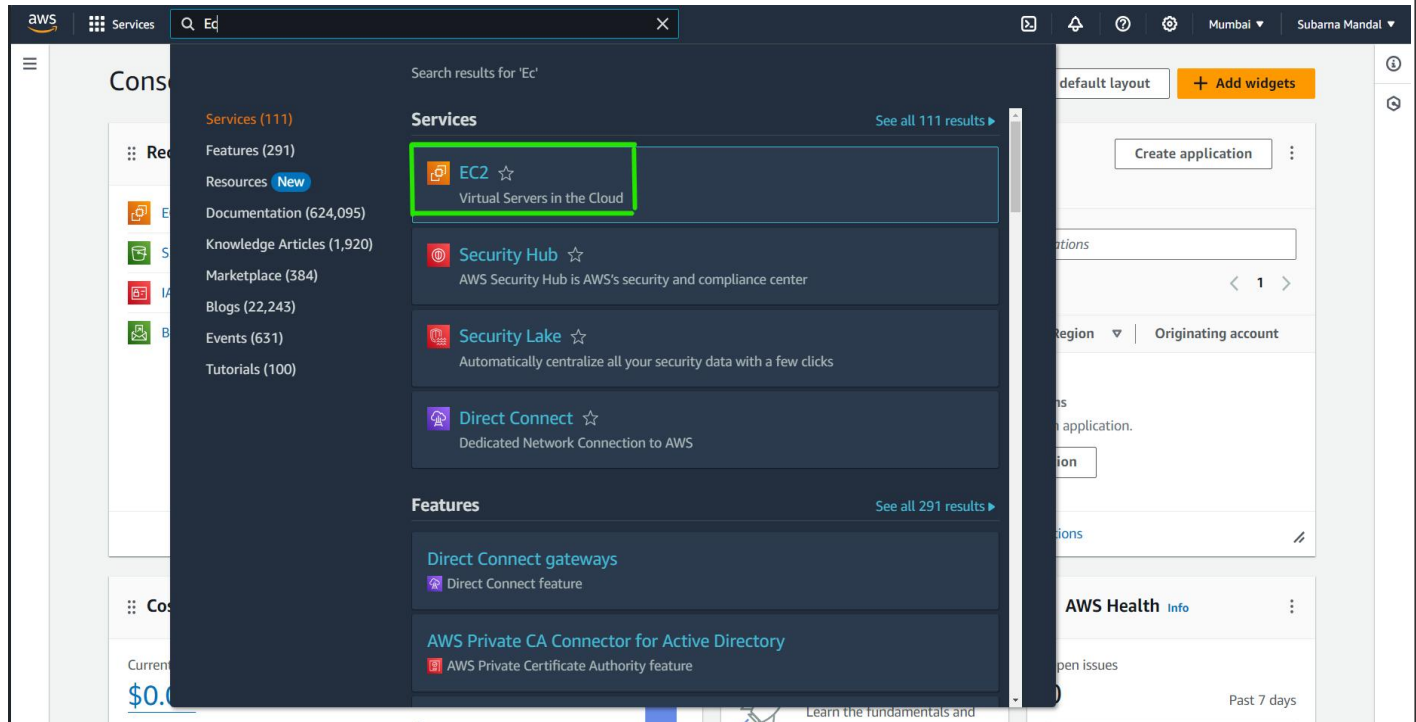 aws
Services
Ec
Mumbai
Subarna Mandal
Search results for 'Ec'
default layout
+ Add widgets
Services (111)
Features (291)
Resources New
Documentation (624,095)
Knowledge Articles (1,920)
Marketplace (384)
Blogs (22,243)
Events (631)
Tutorials (100)
Services
See all 111 results
EC2
Virtual Servers in the Cloud
Security Hub
AWS Security Hub is AWS's security and compliance center
Security Lake
Automatically centralize all your security data with a few clicks
Direct Connect
Dedicated Network Connection to AWS
Features
See all 291 results
Direct Connect gateways
Direct Connect feature
AWS Private CA Connector for Active Directory
AWS Private Certificate Authority feature
Create application
1
Region
Originating account
application.
AWS Health Info
Current
$0.0
Past 7 days
Learn the fundamentals and